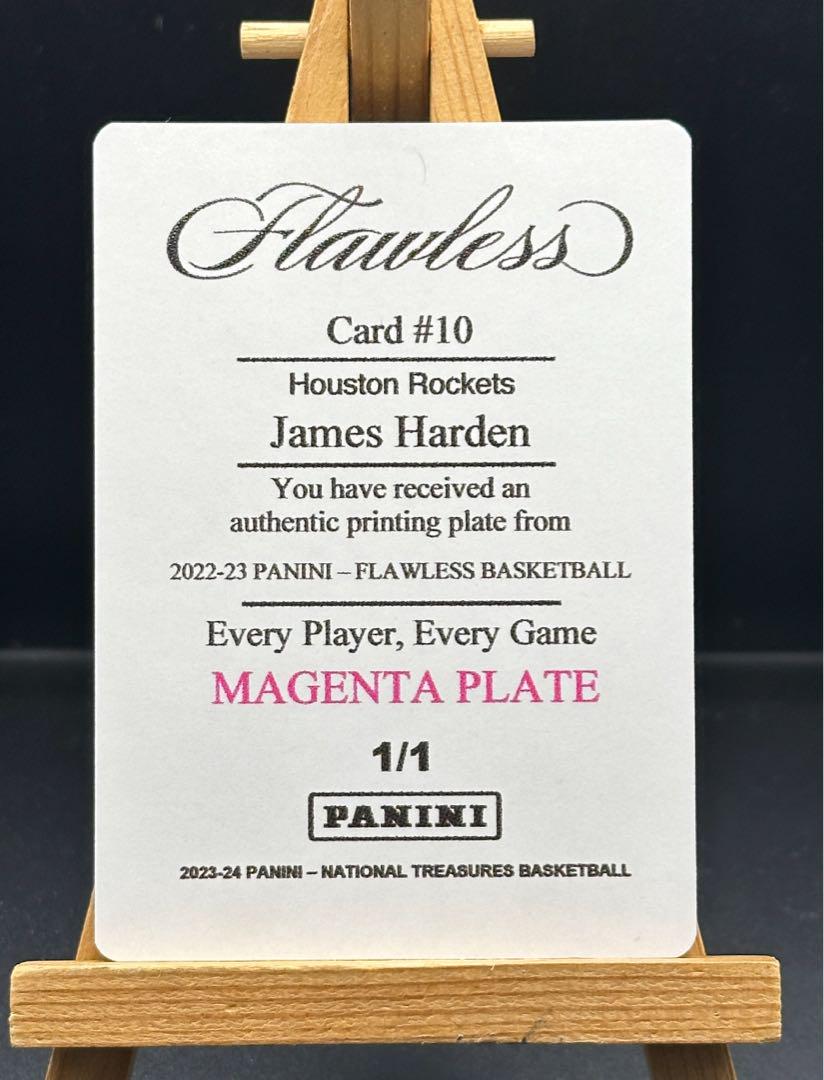 Flawless
Card #10
Houston Rockets
James Harden
You have received an
authentic printing plate from
2022-23 PANINI – FLAWLESS BASKETBALL
Every Player, Every Game
MAGENTA PLATE
1/1
PANINI
2023-24 PANINI – NATIONAL TREASURES BASKETBALL